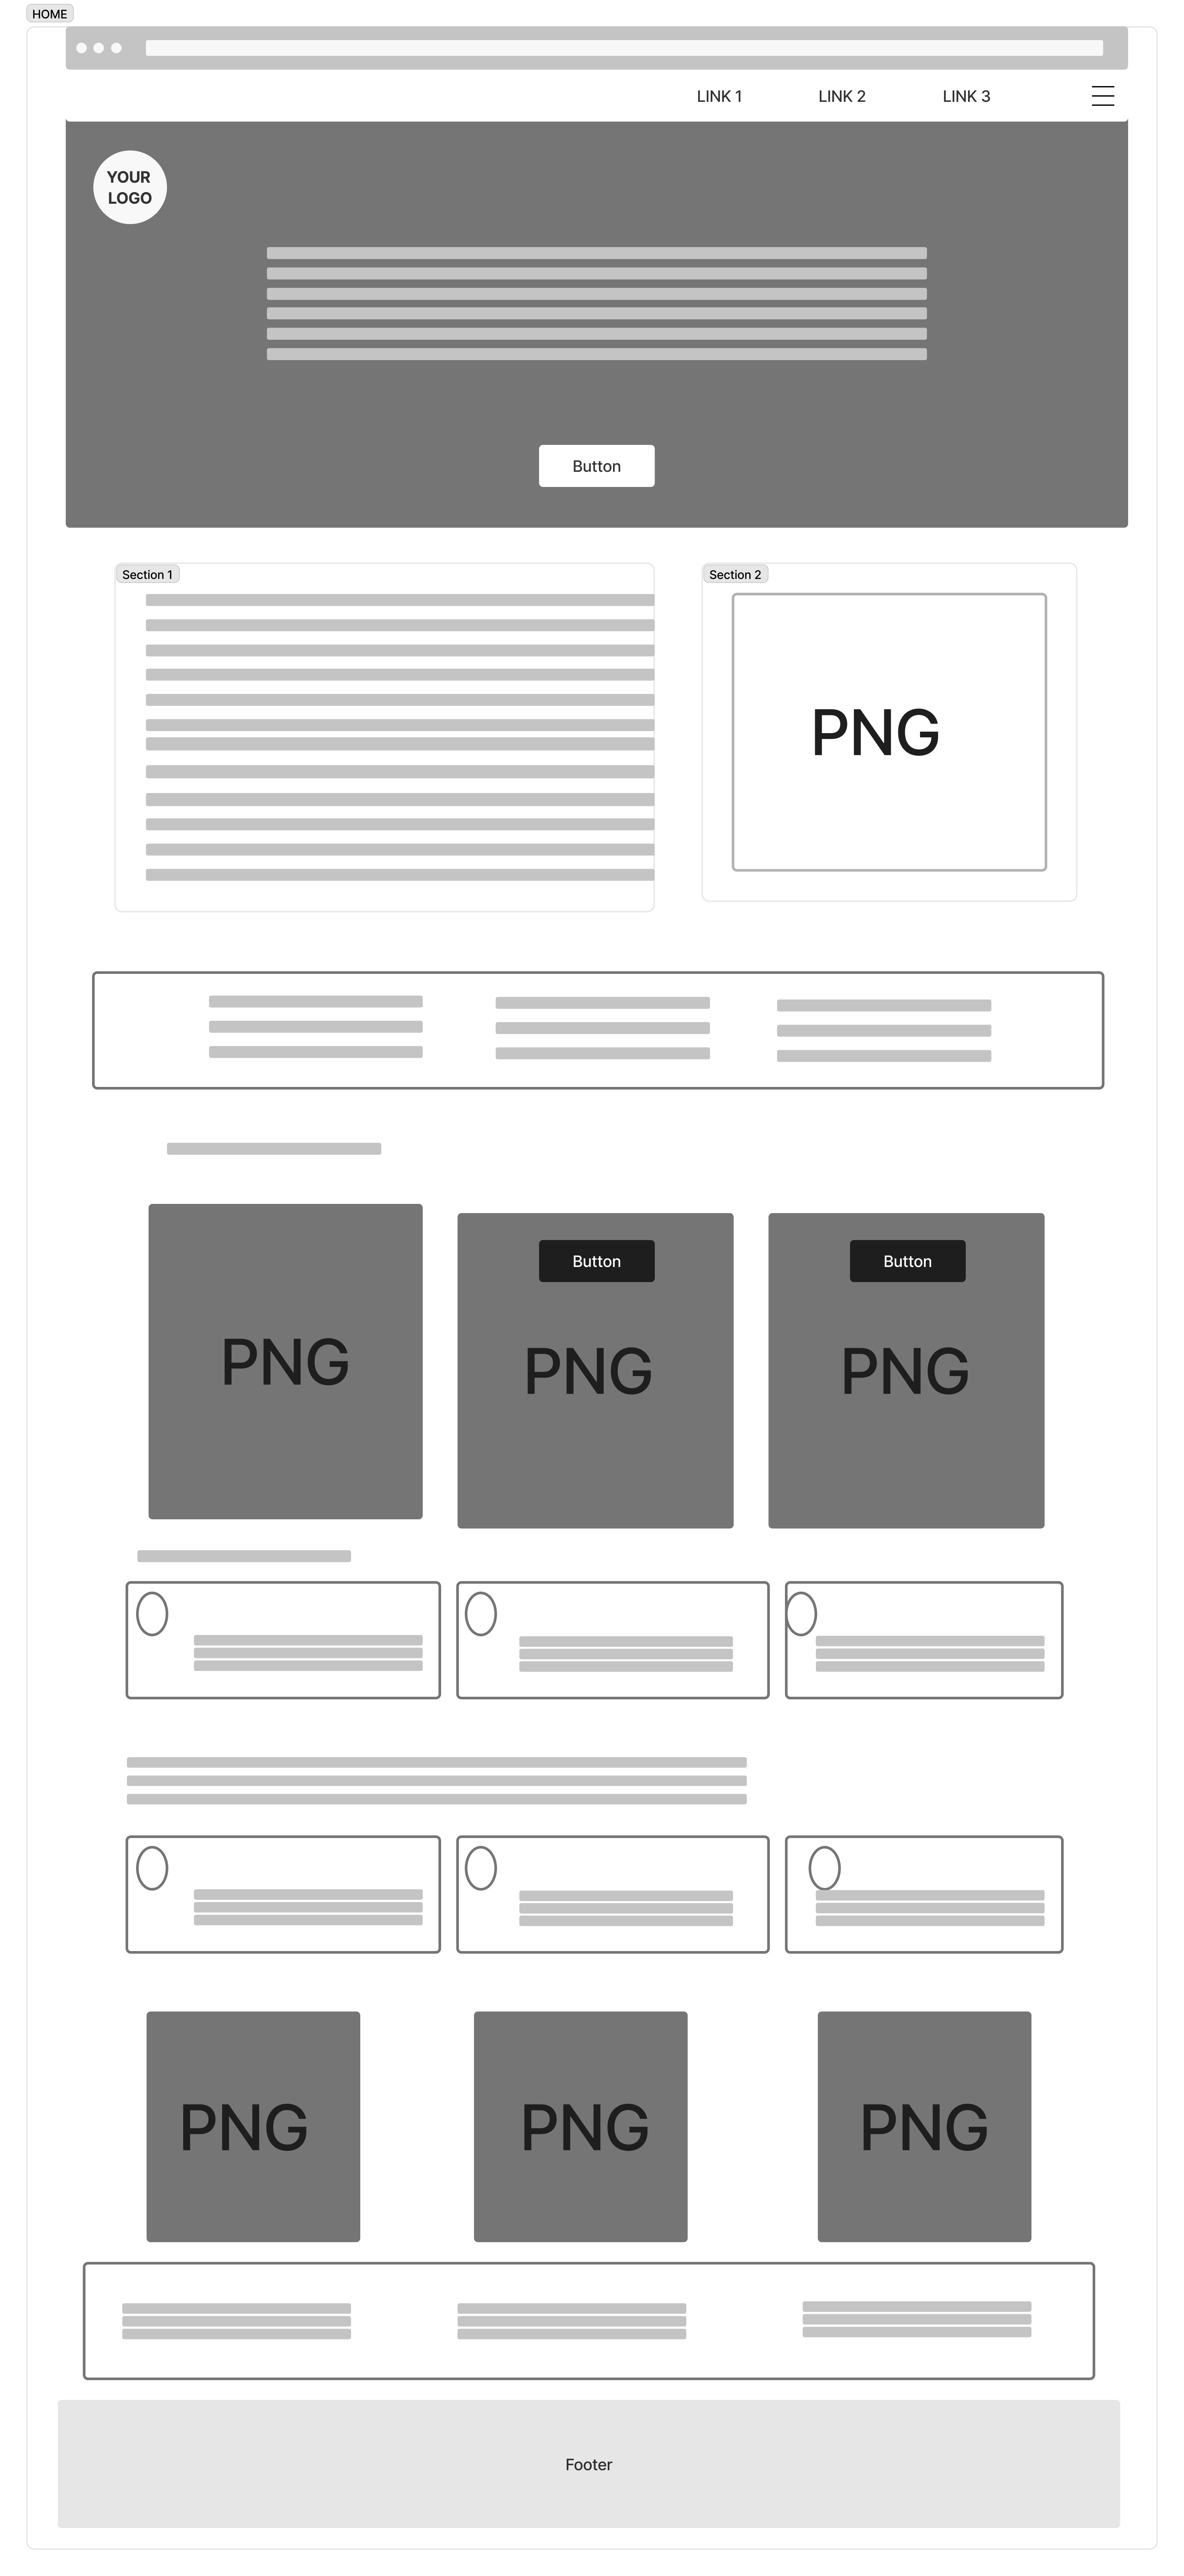 HOME
LINK 1 LINK 2 LINK 3
YOUR
LOGO
Button
Section 1
Section 2
PNG
Button
Button
PNG
PNG
PNG
PNG
PNG
PNG
Footer